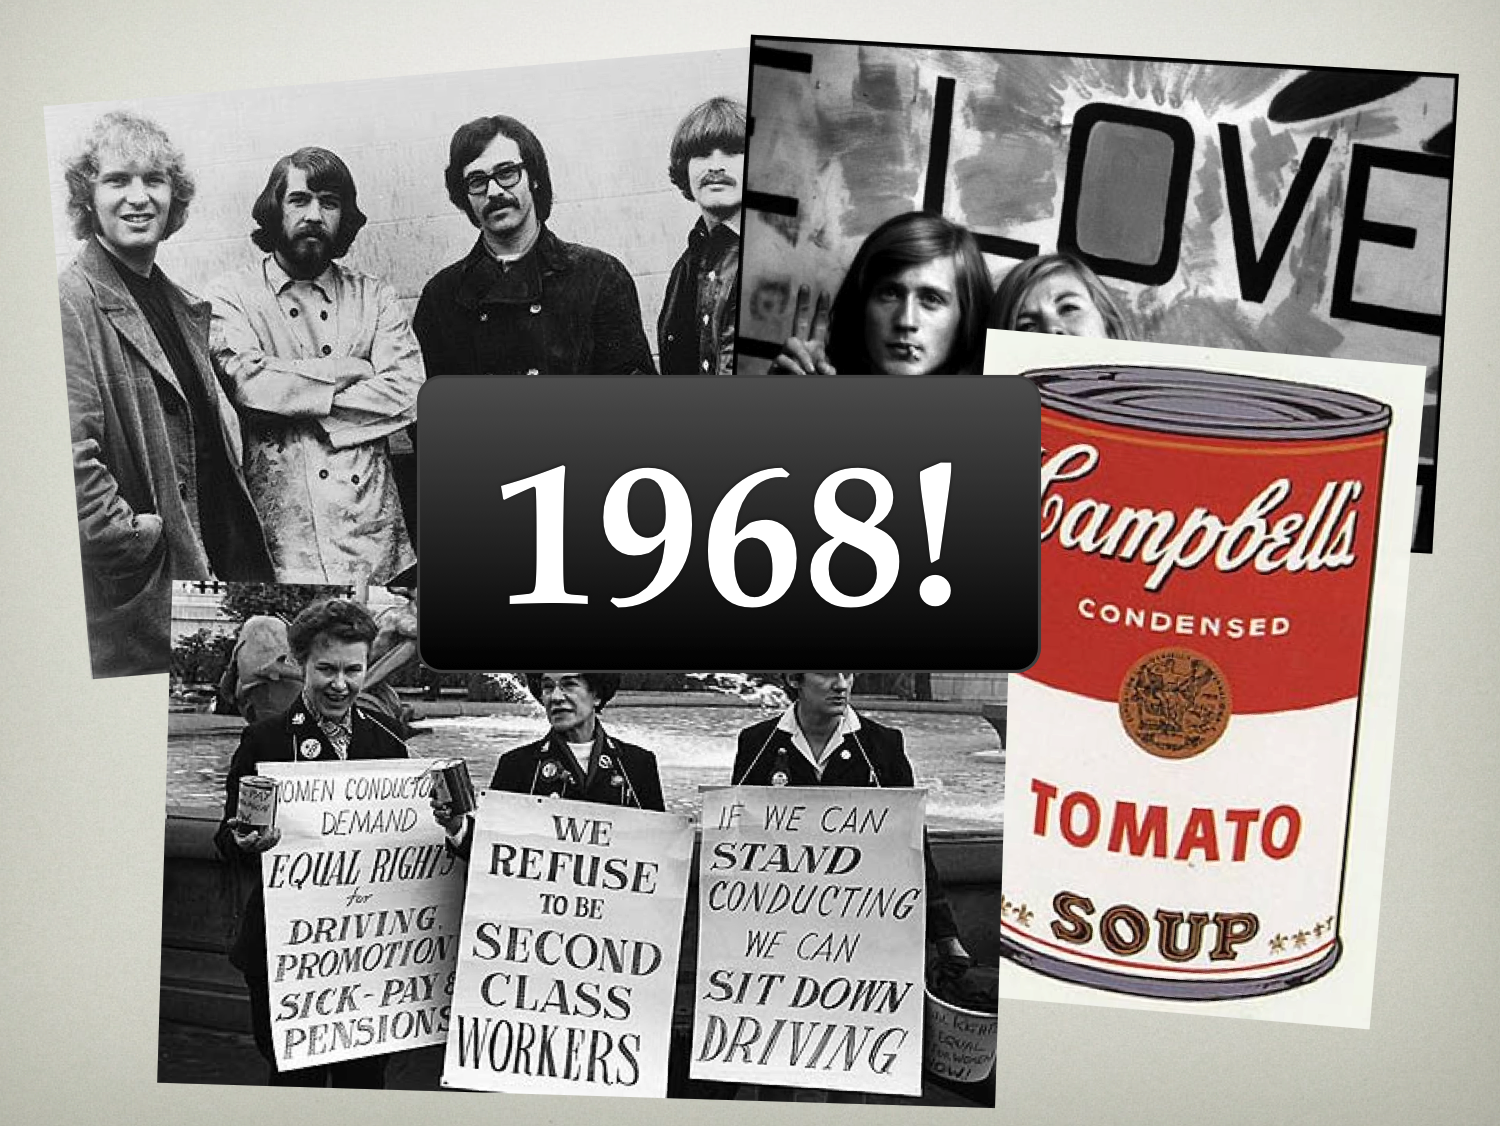 LOVE
1968!
Campbell's
CONDENSED
TOMATO
SOUP
WOMEN CONDUCTOR
DEMAND
EQUAL RIGHTS
for
DRIVING,
PROMOTION
SICK-PAY &
PENSIONS
WE
REFUSE
TO BE
SECOND
CLASS
WORKERS
IF WE CAN
STAND
CONDUCTING
WE CAN
SIT DOWN
DRIVING
EQUAL
FOR WOMEN
NOW!